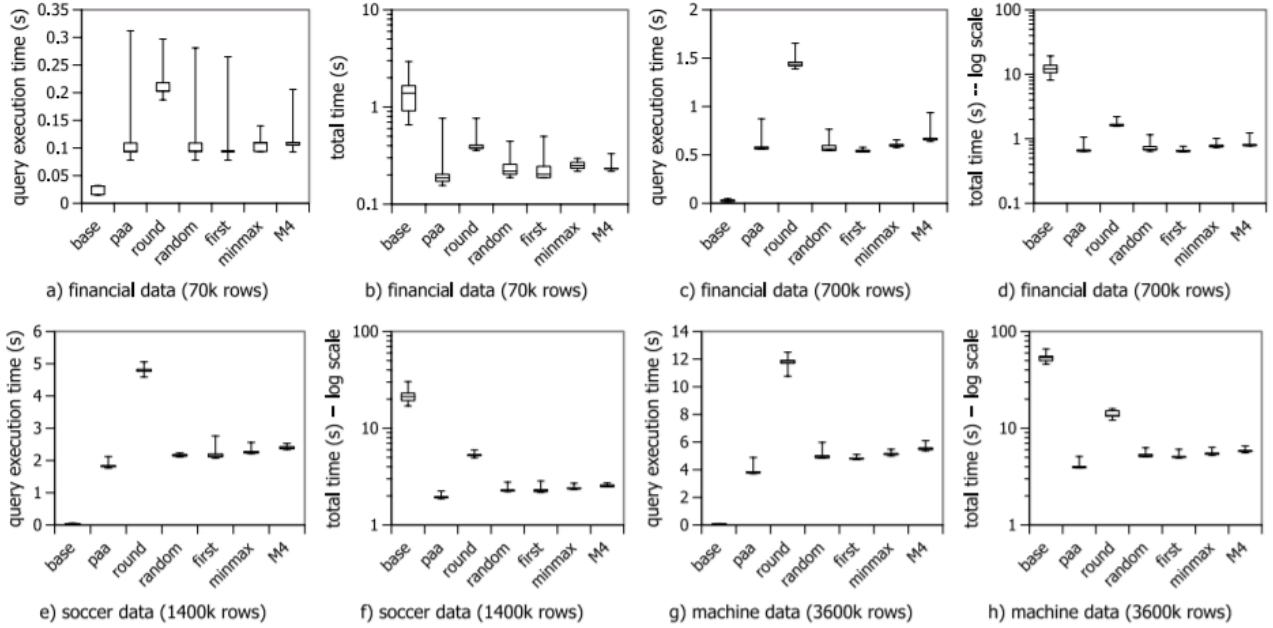 query execution time (s)
0.35
0.3
0.25
0.2
0.15
0.1
0.05
0
base
paa
round
random
first
minmax
M4
a) financial data (70k rows)
total time (s)
10
1
0.1
base
paa
round
random
first
minmax
M4
b) financial data (70k rows)
query execution time (s)
2
1.5
1
0.5
0
base
paa
round
random
first
minmax
M4
c) financial data (700k rows)
total time (s) -- log scale
100
10
1
0.1
base
paa
round
random
first
minmax
M4
d) financial data (700k rows)
query execution time (s)
6
5
4
3
2
1
0
base
paa
round
random
first
minmax
M4
e) soccer data (1400k rows)
total time (s) – log scale
100
10
1
base
paa
round
random
first
minmax
M4
f) soccer data (1400k rows)
query execution time (s)
14
12
10
8
6
4
2
0
base
paa
round
random
first
minmax
M4
g) machine data (3600k rows)
total time (s) – log scale
100
10
1
base
paa
round
random
first
minmax
M4
h) machine data (3600k rows)